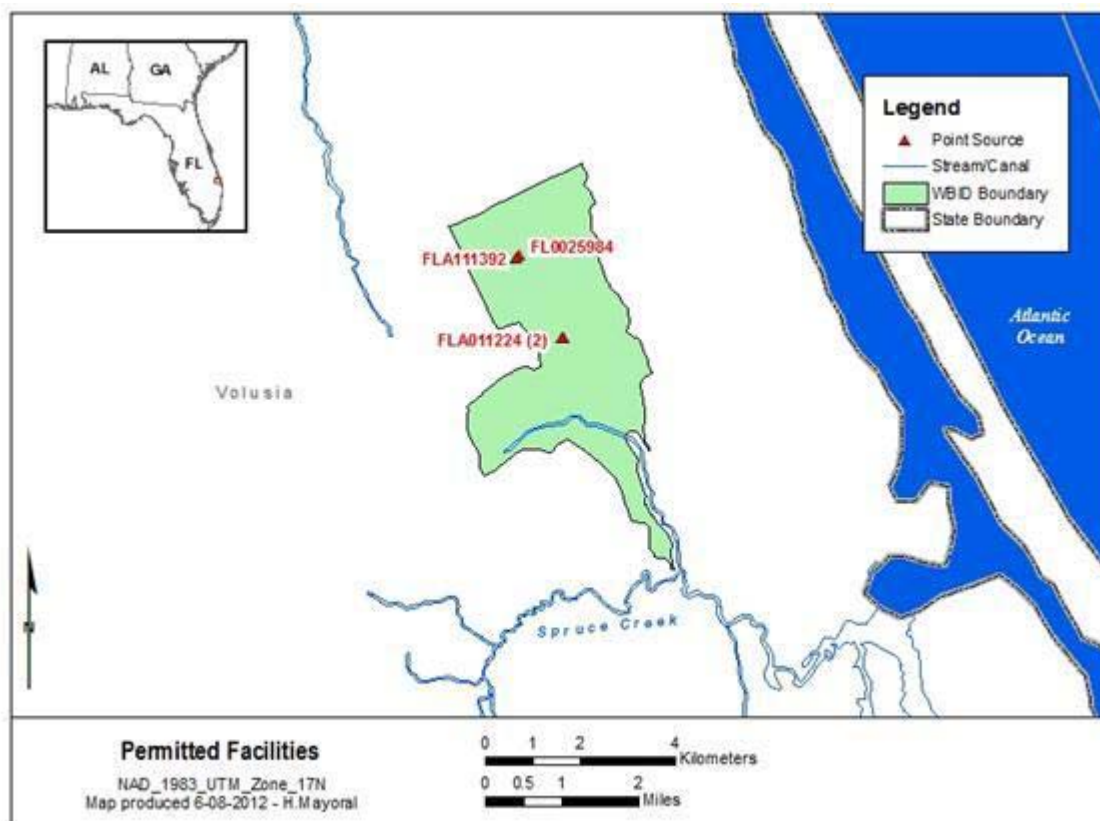 AL
GA
FL
Legend
Point Source
Stream/Canal
WBID Boundary
State Boundary
FL0025984
FLA111392
FLA011224 (2)
Atlantic
Ocean
Volusia
N
Spruce Creek
Permitted Facilities
NAD_1983_UTM_Zone_17N
Map produced 6-08-2012 - H.Mayoral
0 1 2 4
Kilometers
0 0.5 1 2
Miles